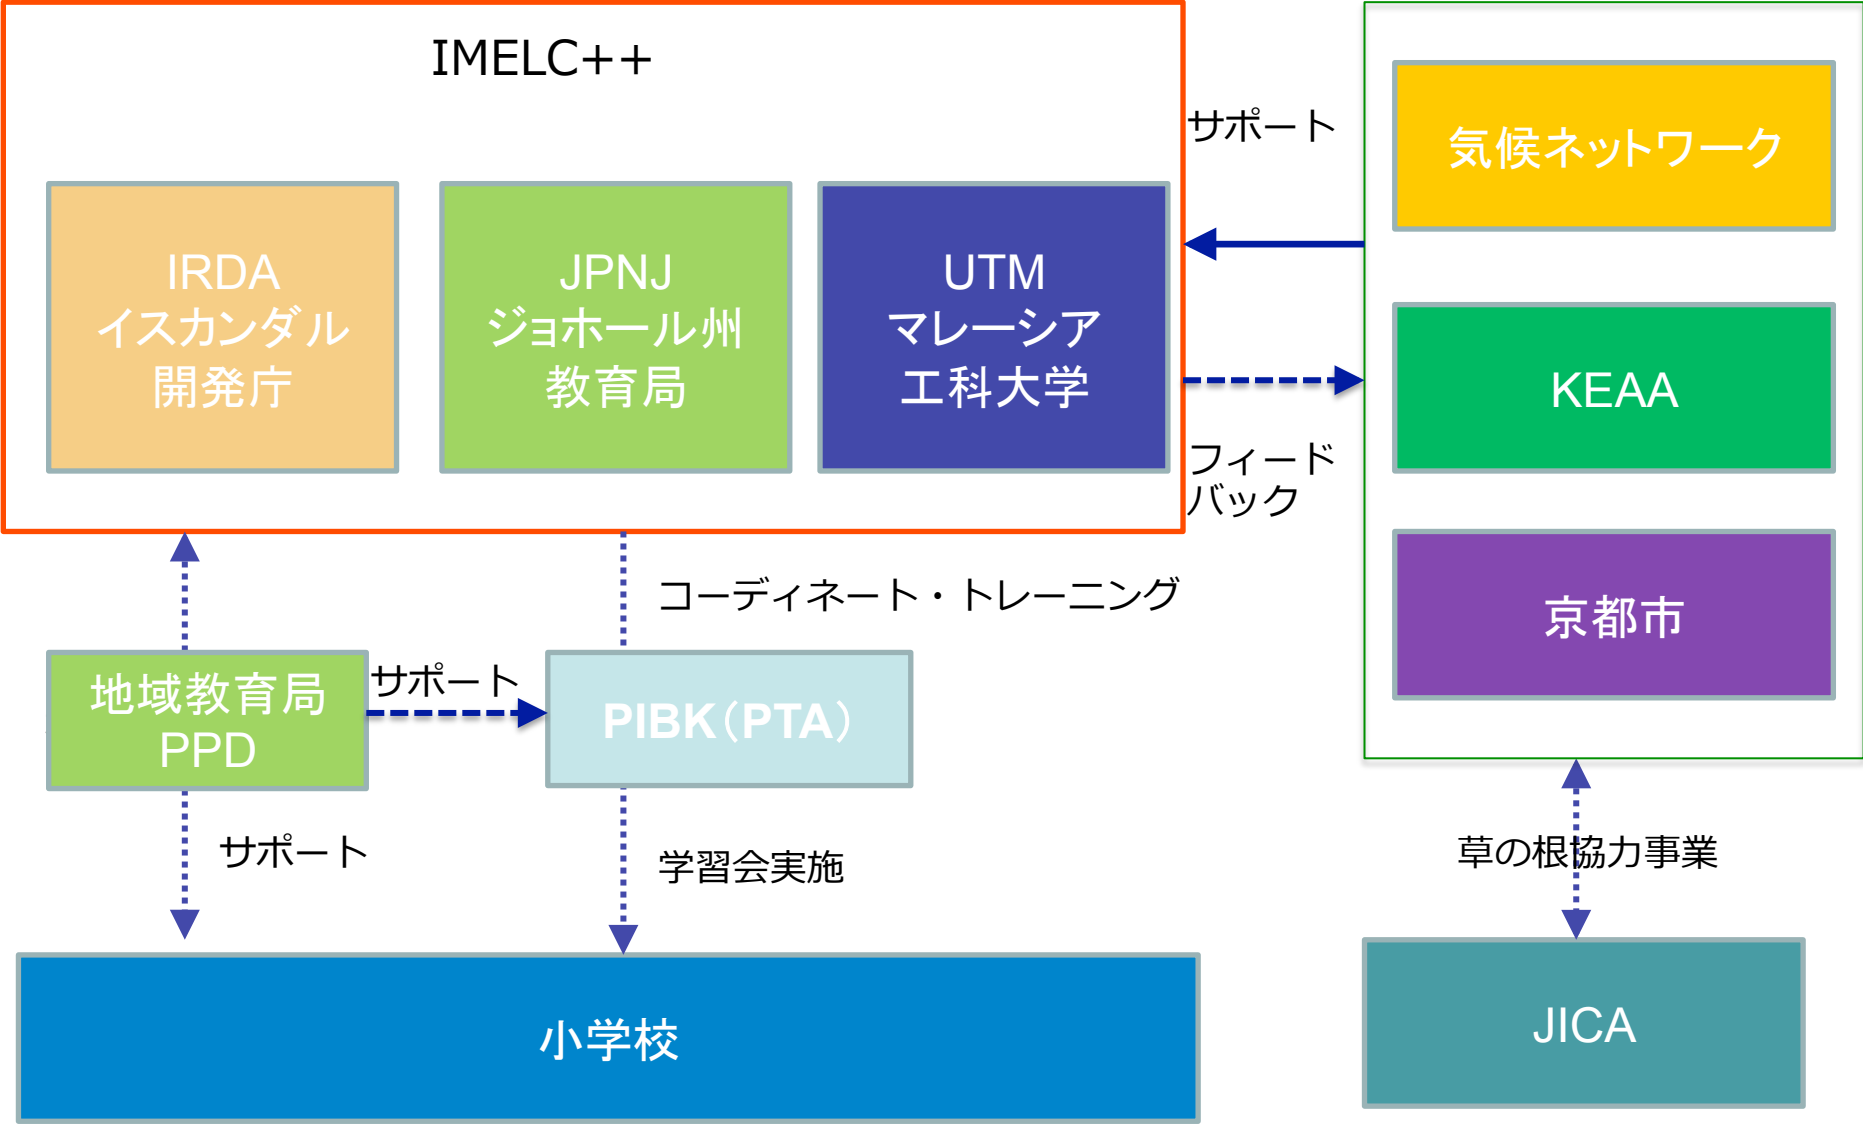 IMELC++
IRDA
イスカンダル
開発庁
JPNJ
ジョホール州
教育局
UTM
マレーシア
工科大学
サポート
フィード
バック
気候ネットワーク
KEAA
京都市
コーディネート・トレーニング
地域教育局
PPD
サポート
PIBK（PTA）
サポート
学習会実施
草の根協力事業
小学校
JICA